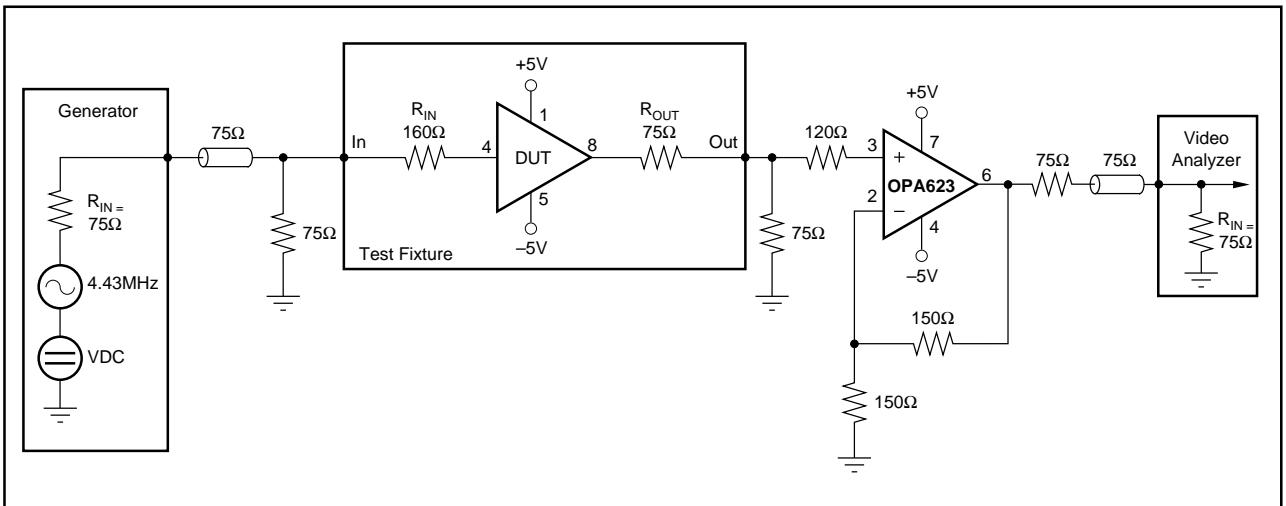 Generator
R_IN =
75Ω
4.43MHz
VDC
75Ω
75Ω
In
R_IN
160Ω
4
+5V
1
DUT
5
–5V
8
R_OUT
75Ω
Out
Test Fixture
75Ω
120Ω
3
+
2
–
+5V
7
OPA623
6
4
–5V
150Ω
150Ω
75Ω
75Ω
Video
Analyzer
R_IN =
75Ω